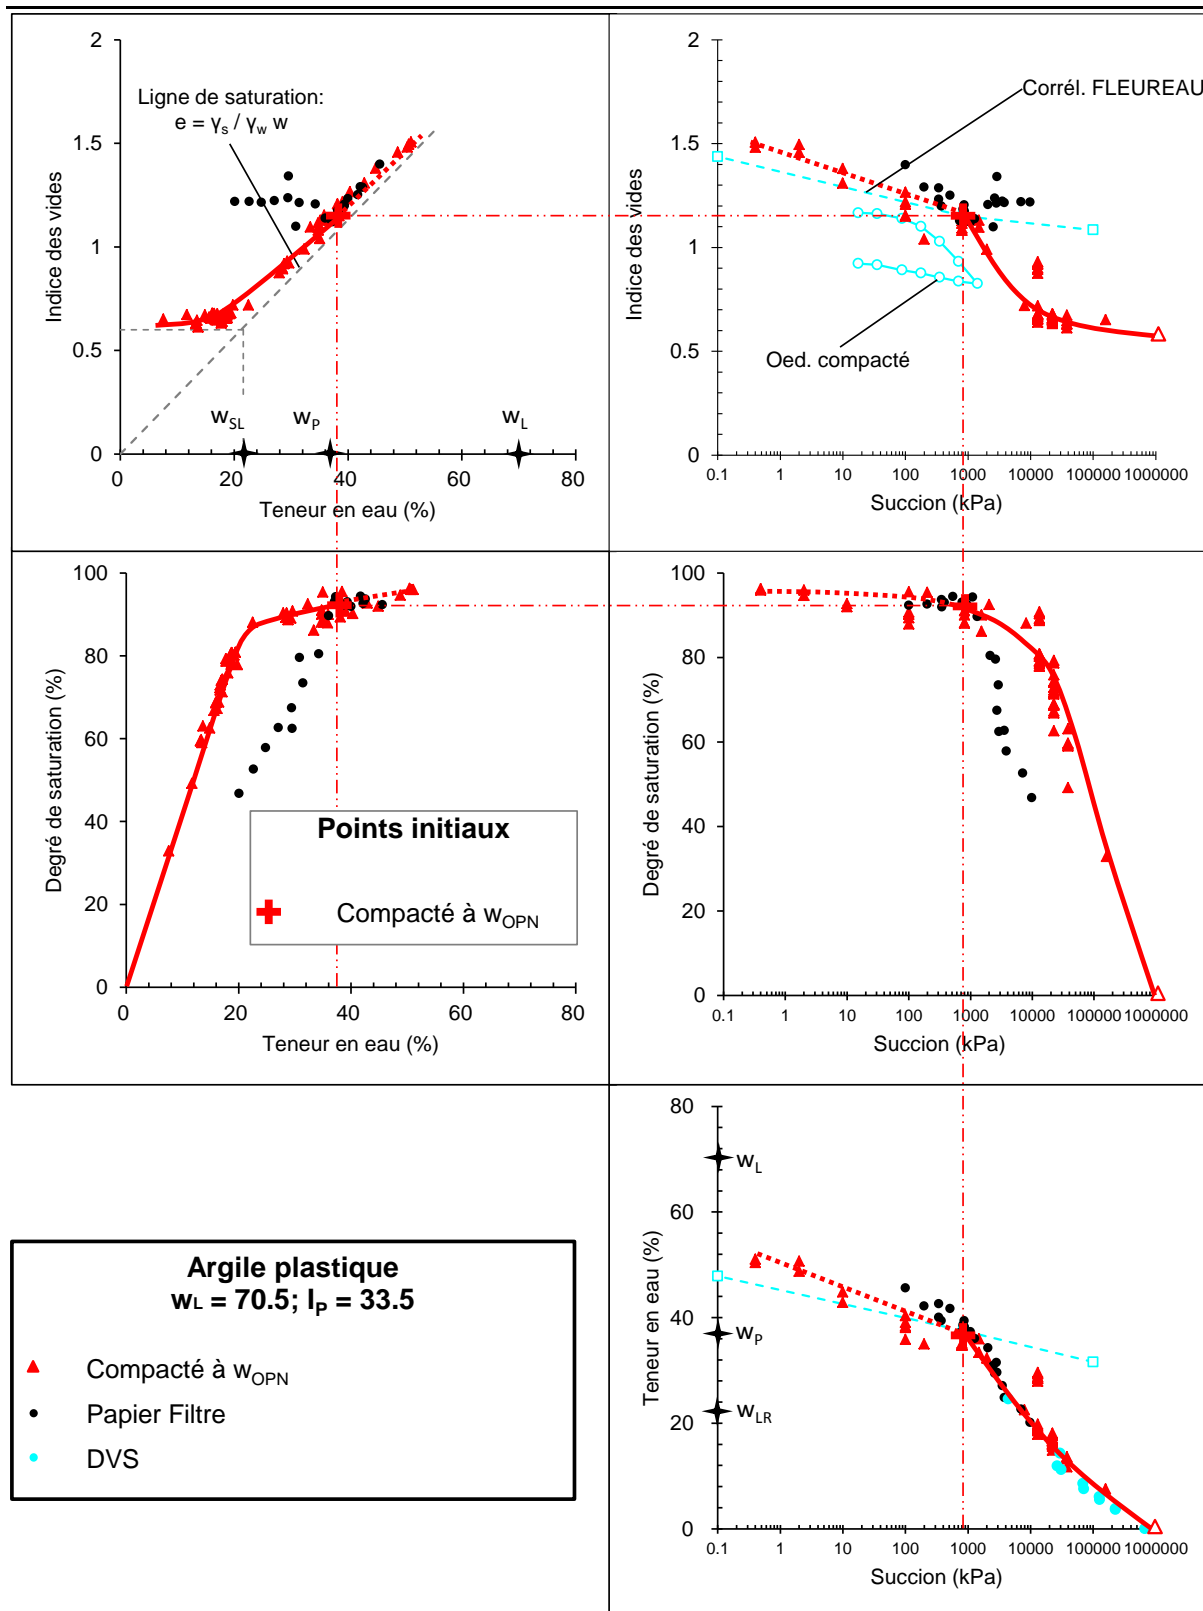 2
1.5
1
0.5
0
Indice des vides
Ligne de saturation:
e = γs / γw w
wSL
wP
wL
0
20
40
60
80
Teneur en eau (%)
2
1.5
1
0.5
0
Indice des vides
Corrél. FLEUREAU
Oed. compacté
0.1
1
10
100
1000
10000
100000
1000000
Succion (kPa)
100
80
60
40
20
0
Degré de saturation (%)
Points initiaux
Compacté à wOPN
0
20
40
60
80
Teneur en eau (%)
100
80
60
40
20
0
Degré de saturation (%)
0.1
1
10
100
1000
10000
100000
1000000
Succion (kPa)
Argile plastique
wL = 70.5; IP = 33.5
Compacté à wOPN
Papier Filtre
DVS
80
60
40
20
0
Teneur en eau (%)
wL
wP
wLR
0.1
1
10
100
1000
10000
100000
1000000
Succion (kPa)